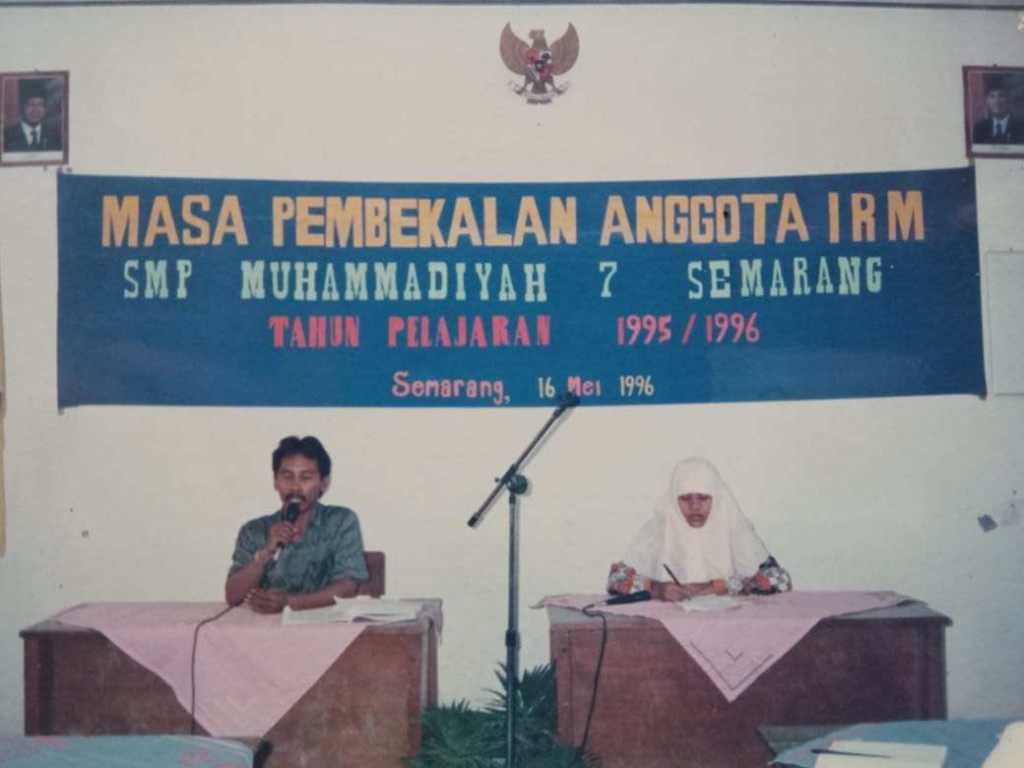 MASA PEMBEKALAN ANGGOTA IRM
SMP MUHAMMADIYAH 7 SEMARANG
TAHUN PELAJARAN 1995/1996
Semarang, 16 Mei 1996